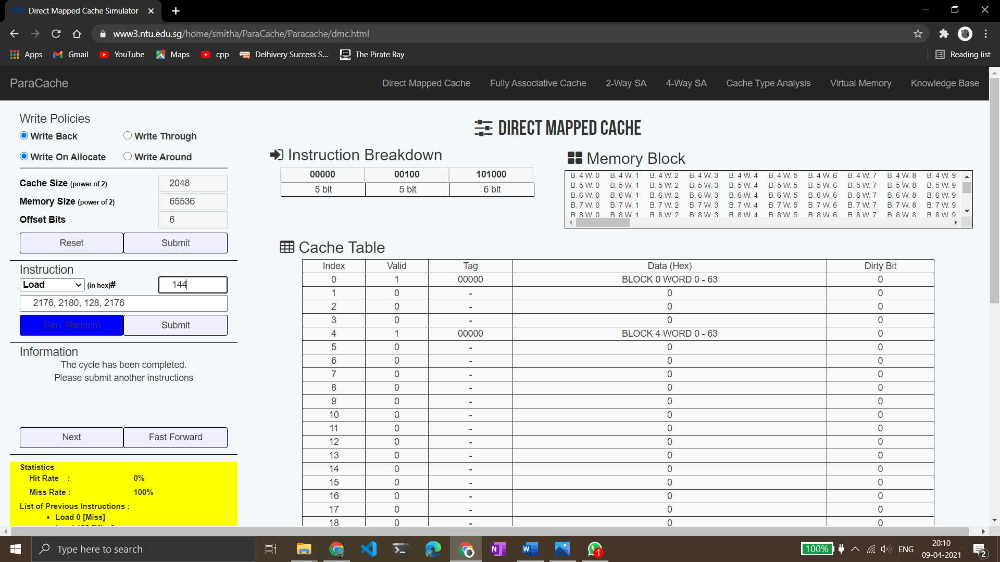 Direct Mapped Cache Simulator
www3.ntu.edu.sg/home/smitha/ParaCache/Paracache/dmc.html
Apps Gmail YouTube Maps cpp Delhivery Success S... The Pirate Bay Reading list
ParaCache Direct Mapped Cache Fully Associative Cache 2-Way SA 4-Way SA Cache Type Analysis Virtual Memory Knowledge Base
Write Policies
Write Back Write Through
Write On Allocate Write Around
Cache Size (power of 2) 2048
Memory Size (power of 2) 65536
Offset Bits 6
Reset Submit
Instruction
Load (in hex)# 144
2176, 2180, 128, 2176
Gen. Random Submit
Information
The cycle has been completed.
Please submit another instructions
Next Fast Forward
Statistics
Hit Rate : 0%
Miss Rate : 100%
List of Previous Instructions :
• Load 0 [Miss]
DIRECT MAPPED CACHE
Instruction Breakdown
00000 00100 101000
5 bit 5 bit 6 bit
Memory Block
B. 4 W. 0 B. 4 W. 1 B. 4 W. 2 B. 4 W. 3 B. 4 W. 4 B. 4 W. 5 B. 4 W. 6 B. 4 W. 7 B. 4 W. 8 B. 4 W. 9
B. 5 W. 0 B. 5 W. 1 B. 5 W. 2 B. 5 W. 3 B. 5 W. 4 B. 5 W. 5 B. 5 W. 6 B. 5 W. 7 B. 5 W. 8 B. 5 W. 9
B. 6 W. 0 B. 6 W. 1 B. 6 W. 2 B. 6 W. 3 B. 6 W. 4 B. 6 W. 5 B. 6 W. 6 B. 6 W. 7 B. 6 W. 8 B. 6 W. 9
B. 7 W. 0 B. 7 W. 1 B. 7 W. 2 B. 7 W. 3 B. 7 W. 4 B. 7 W. 5 B. 7 W. 6 B. 7 W. 7 B. 7 W. 8 B. 7 W. 9
B. 8 W. 0 B. 8 W. 1 B. 8 W. 2 B. 8 W. 3 B. 8 W. 4 B. 8 W. 5 B. 8 W. 6 B. 8 W. 7 B. 8 W. 8 B. 8 W. 9
Cache Table
Index Valid Tag Data (Hex) Dirty Bit
0 1 00000 BLOCK 0 WORD 0 - 63 0
1 0 - 0 0
2 0 - 0 0
3 0 - 0 0
4 1 00000 BLOCK 4 WORD 0 - 63 0
5 0 - 0 0
6 0 - 0 0
7 0 - 0 0
8 0 - 0 0
9 0 - 0 0
10 0 - 0 0
11 0 - 0 0
12 0 - 0 0
13 0 - 0 0
14 0 - 0 0
15 0 - 0 0
16 0 - 0 0
17 0 - 0 0
18 0 - 0 0
Type here to search
1
100% ENG 20:10
09-04-2021 2